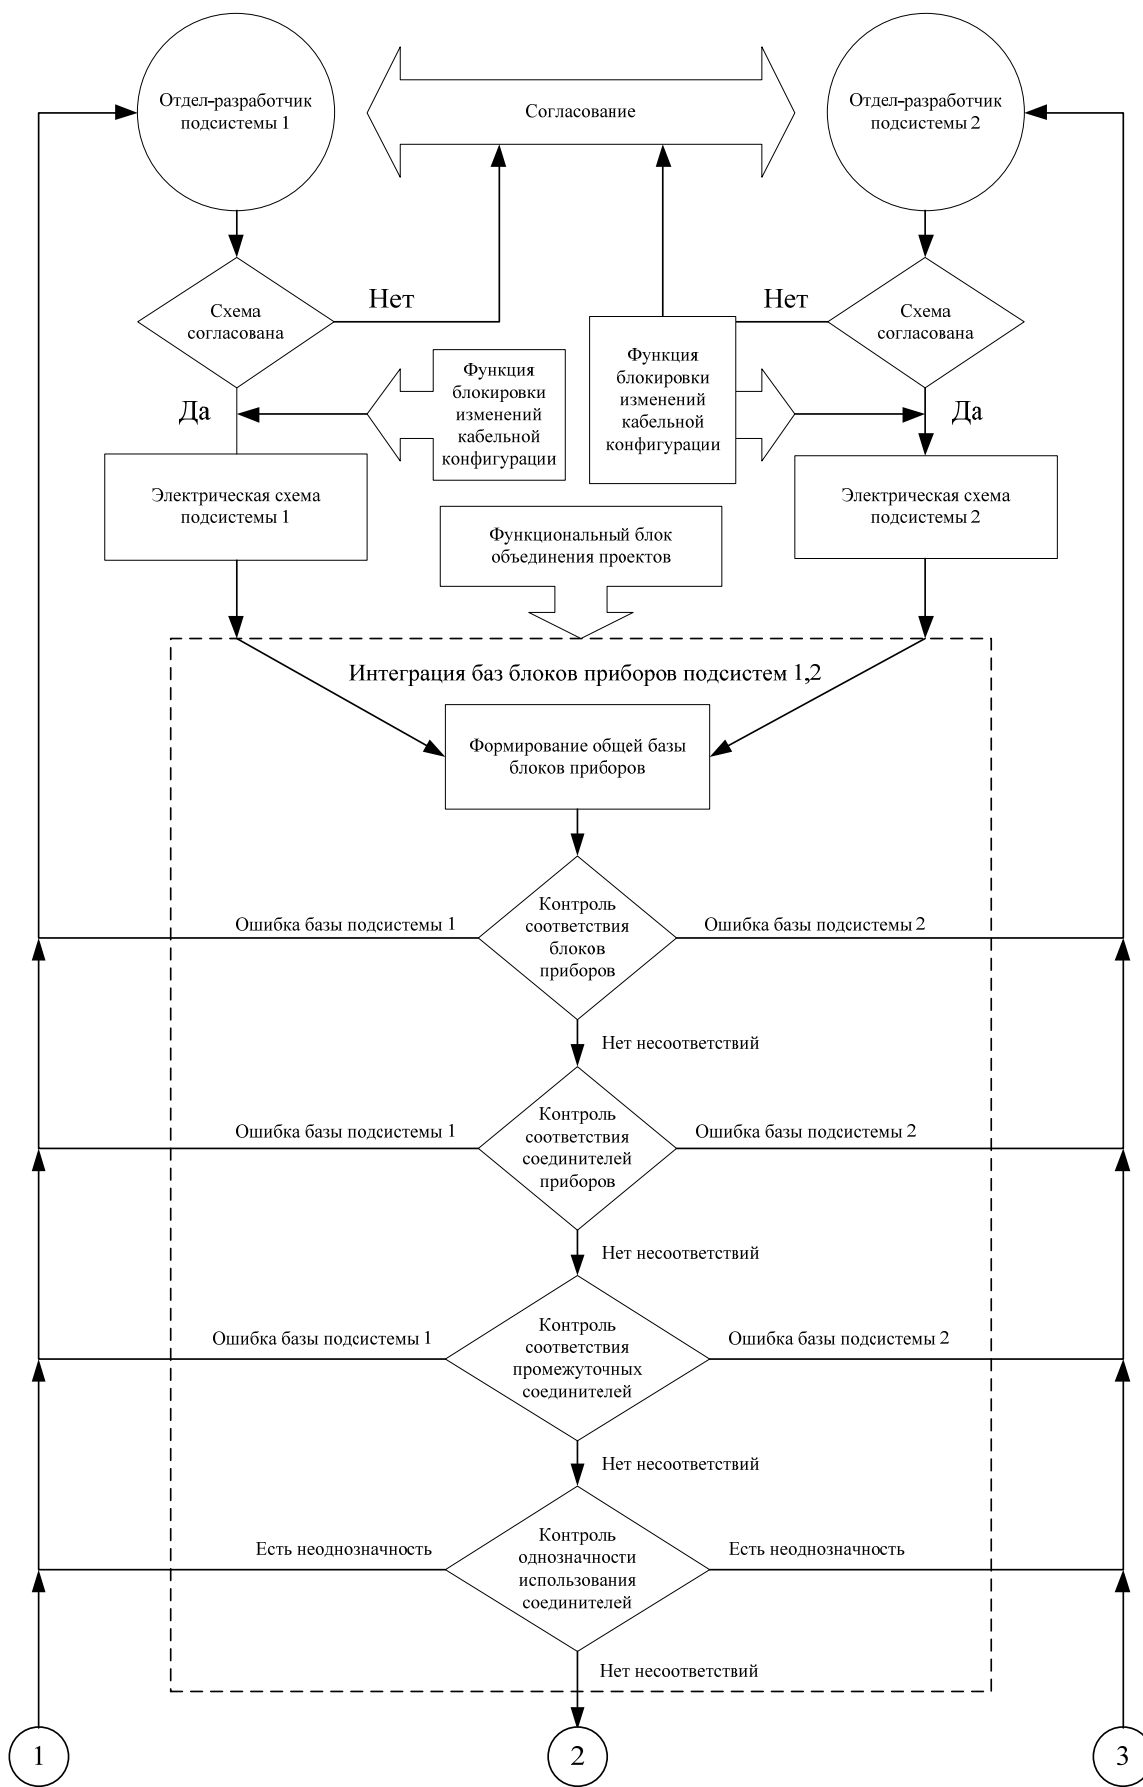 Отдел-разработчик
подсистемы 1
Согласование
Отдел-разработчик
подсистемы 2
Схема
согласована
Нет
Нет
Схема
согласована
Да
Функция
блокировки
изменений
кабельной
конфигурации
Функция
блокировки
изменений
кабельной
конфигурации
Да
Электрическая схема
подсистемы 1
Электрическая схема
подсистемы 2
Функциональный блок
объединения проектов
Интеграция баз блоков приборов подсистем 1,2
Формирование общей базы
блоков приборов
Ошибка базы подсистемы 1
Контроль
соответствия
блоков
приборов
Ошибка базы подсистемы 2
Нет несоответствий
Ошибка базы подсистемы 1
Контроль
соответствия
соединителей
приборов
Ошибка базы подсистемы 2
Нет несоответствий
Ошибка базы подсистемы 1
Контроль
соответствия
промежуточных
соединителей
Ошибка базы подсистемы 2
Нет несоответствий
Есть неоднозначность
Контроль
однозначности
использования
соединителей
Есть неоднозначность
Нет несоответствий
1
2
3